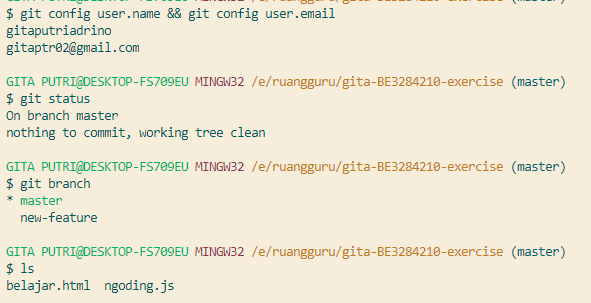 $ git config user.name && git config user.email
gitaputriadrino
gitaptr02@gmail.com
GITA PUTRI@DESKTOP-FS709EU MINGW32 /e/ruangguru/gita-BE3284210-exercise (master)
$ git status
On branch master
nothing to commit, working tree clean
GITA PUTRI@DESKTOP-FS709EU MINGW32 /e/ruangguru/gita-BE3284210-exercise (master)
$ git branch
* master
  new-feature
GITA PUTRI@DESKTOP-FS709EU MINGW32 /e/ruangguru/gita-BE3284210-exercise (master)
$ ls
belajar.html  ngoding.js